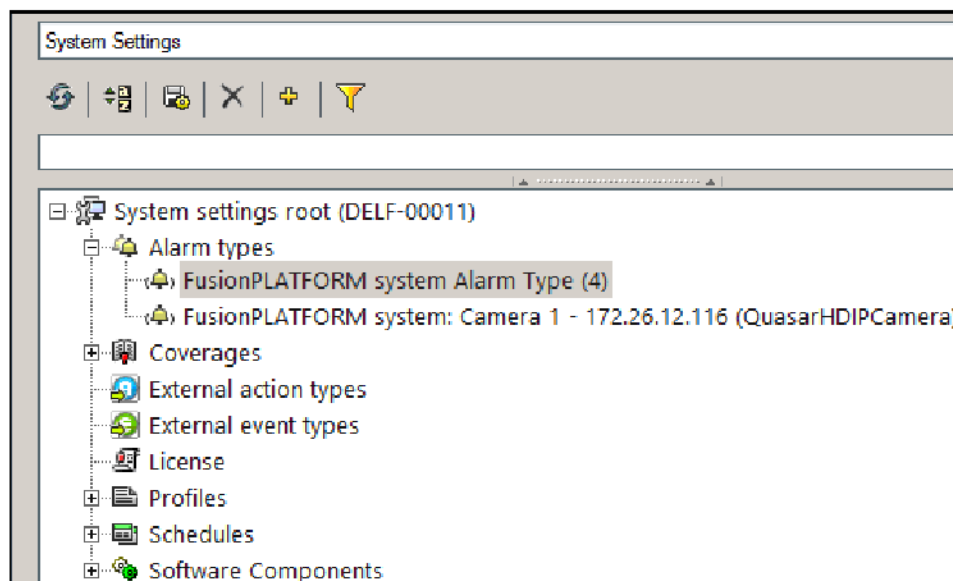 System Settings
System settings root (DELF-00011)
Alarm types
FusionPLATFORM system Alarm Type (4)
FusionPLATFORM system: Camera 1 - 172.26.12.116 (QuasarHDIPCamera)
Coverages
External action types
External event types
License
Profiles
Schedules
Software Components